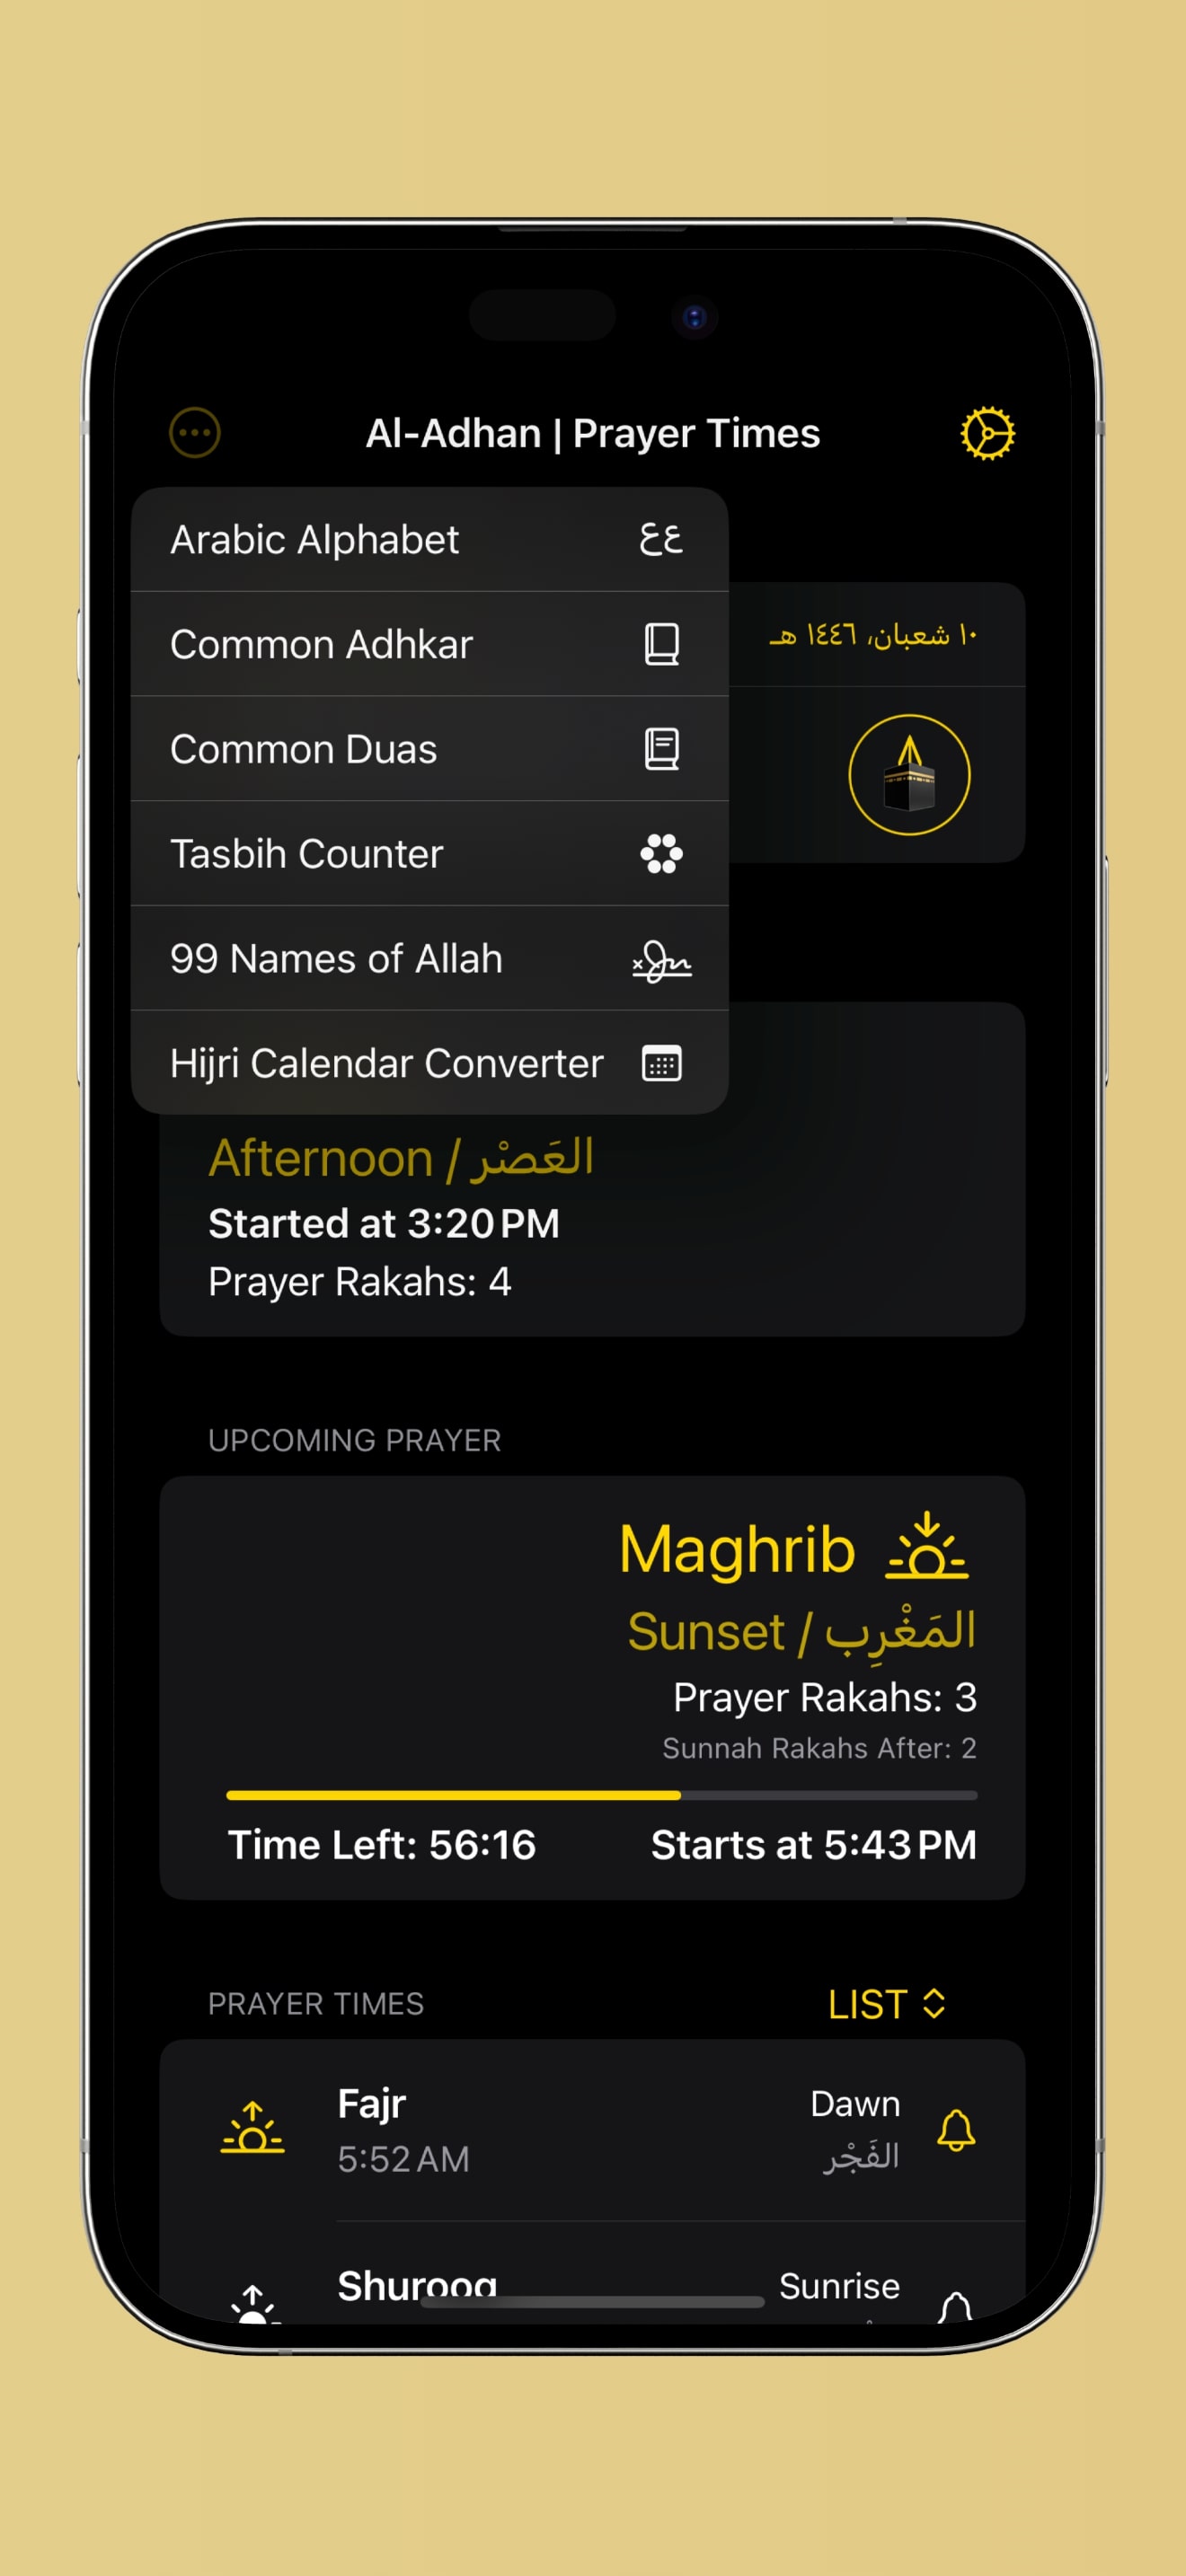 Al-Adhan | Prayer Times
Arabic Alphabet عع
Common Adhkar
Common Duas
Tasbih Counter
99 Names of Allah
Hijri Calendar Converter
١٠ شعبان، ١٤٤٦ هـ
Afternoon / العَصْر
Started at 3:20 PM
Prayer Rakahs: 4
UPCOMING PRAYER
Maghrib
Sunset / المَغْرِب
Prayer Rakahs: 3
Sunnah Rakahs After: 2
Time Left: 56:16 Starts at 5:43 PM
PRAYER TIMES LIST
Fajr Dawn
5:52 AM الفَجْر
Shurooq Sunrise